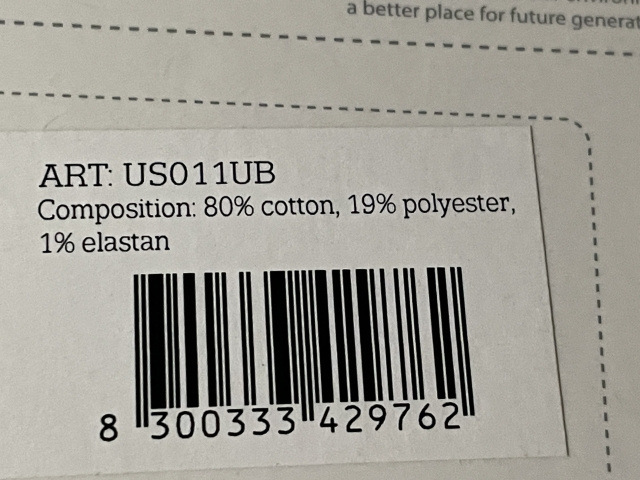 a better place for future generat
ART: US011UB
Composition: 80% cotton, 19% polyester,
1% elastan
8 300333 429762